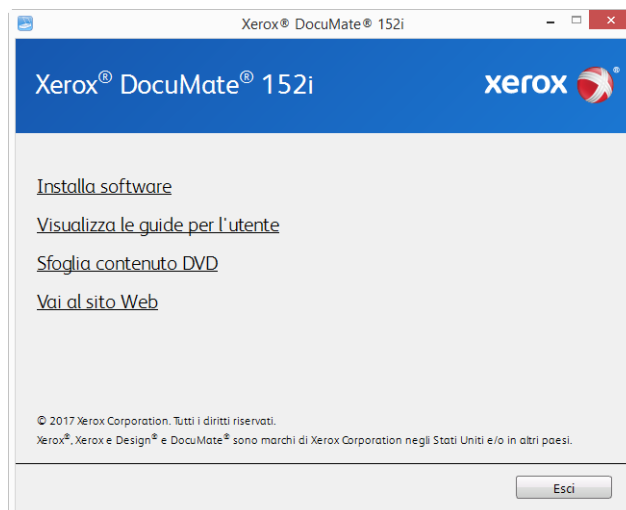 Xerox® DocuMate® 152i
Xerox® DocuMate® 152i
xerox ®
Installa software
Visualizza le guide per l'utente
Sfoglia contenuto DVD
Vai al sito Web
© 2017 Xerox Corporation. Tutti i diritti riservati.
Xerox®, Xerox e Design® e DocuMate® sono marchi di Xerox Corporation negli Stati Uniti e/o in altri paesi.
Esci